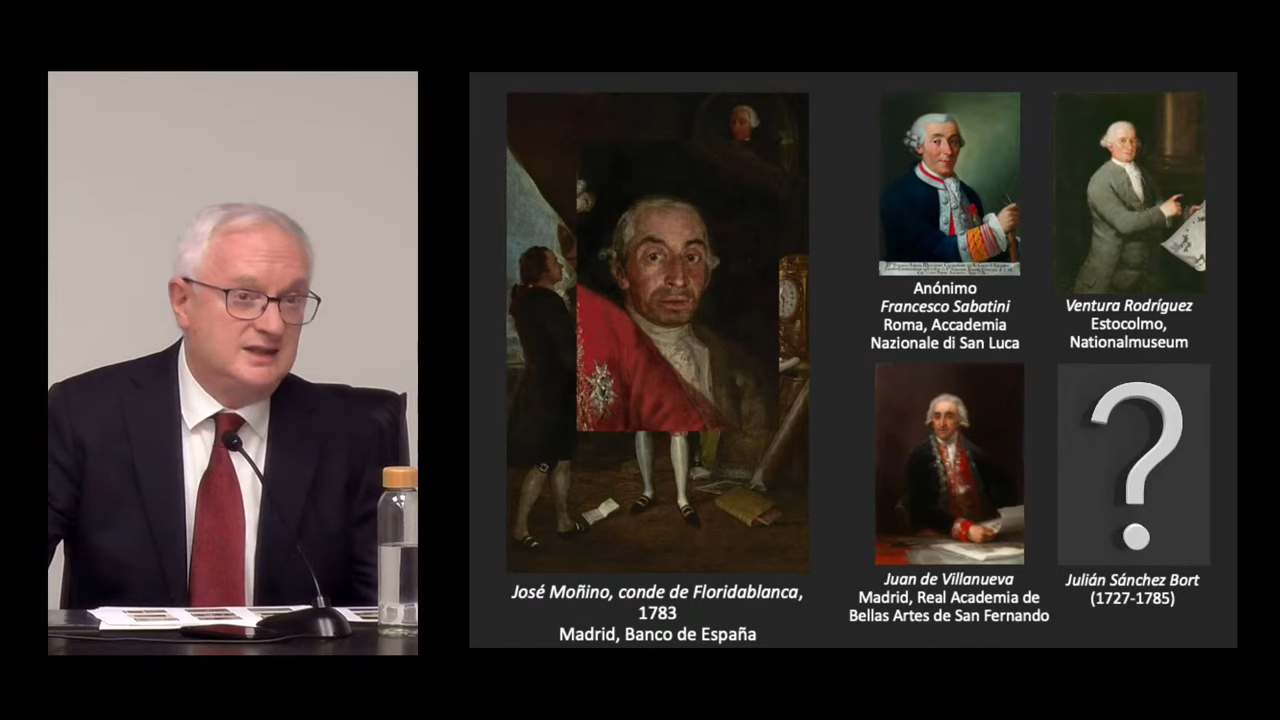 José Moñino, conde de Floridablanca,
1783
Madrid, Banco de España
Anónimo
Francesco Sabatini
Roma, Accademia
Nazionale di San Luca
Ventura Rodríguez
Estocolmo,
Nationalmuseum
Juan de Villanueva
Madrid, Real Academia de
Bellas Artes de San Fernando
?
Julián Sánchez Bort
(1727-1785)